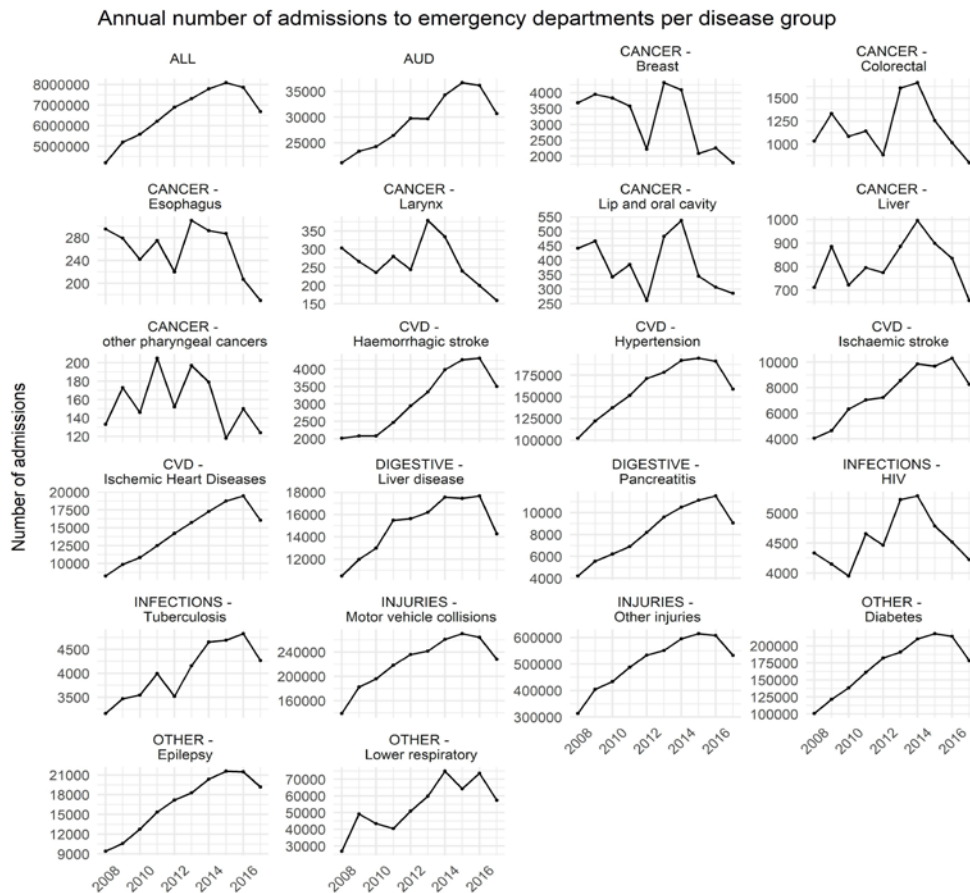 Annual number of admissions to emergency departments per disease group
Number of admissions
ALL
8000000
7000000
6000000
5000000
AUD
35000
30000
25000
CANCER -
Breast
4000
3500
3000
2500
2000
CANCER -
Colorectal
1500
1250
1000
CANCER -
Esophagus
280
240
200
CANCER -
Larynx
350
300
250
200
150
CANCER -
Lip and oral cavity
550
500
450
400
350
300
250
CANCER -
Liver
1000
900
800
700
CANCER -
other pharyngeal cancers
200
180
160
140
120
CVD -
Haemorrhagic stroke
4000
3500
3000
2500
2000
CVD -
Hypertension
175000
150000
125000
100000
CVD -
Ischaemic stroke
10000
8000
6000
4000
CVD -
Ischemic Heart Diseases
20000
17500
15000
12500
10000
DIGESTIVE -
Liver disease
18000
16000
14000
12000
DIGESTIVE -
Pancreatitis
10000
8000
6000
4000
INFECTIONS -
HIV
5000
4500
4000
INFECTIONS -
Tuberculosis
4500
4000
3500
INJURIES -
Motor vehicle collisions
240000
200000
160000
INJURIES -
Other injuries
600000
500000
400000
300000
2008
2010
2012
2014
2016
OTHER -
Diabetes
200000
175000
150000
125000
100000
2008
2010
2012
2014
2016
OTHER -
Epilepsy
21000
18000
15000
12000
9000
2008
2010
2012
2014
2016
OTHER -
Lower respiratory
70000
60000
50000
40000
30000
2008
2010
2012
2014
2016